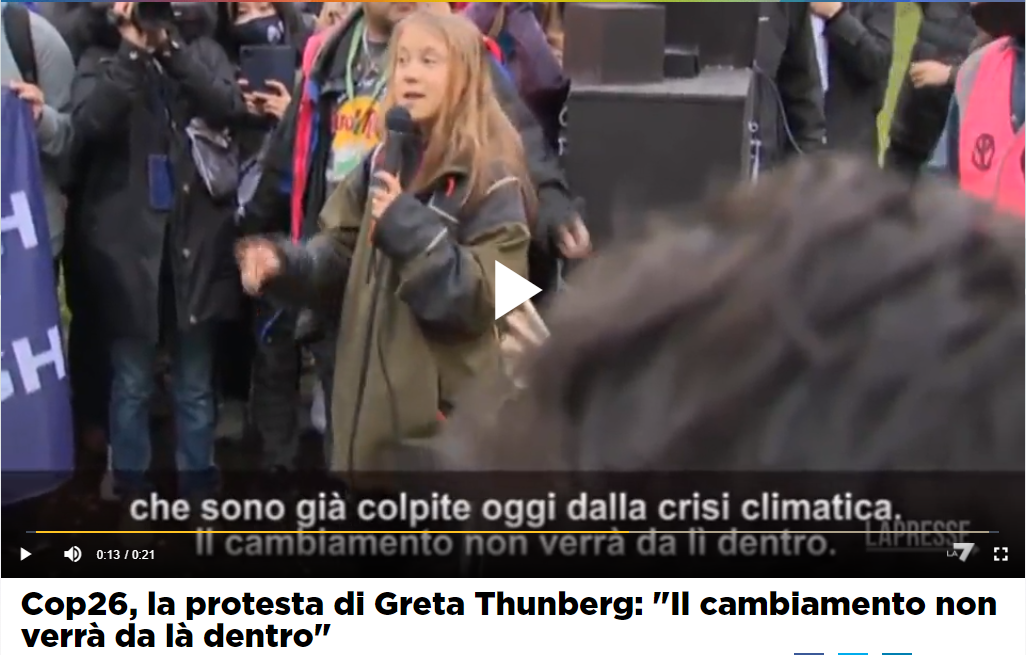 H
GH
che sono già colpite oggi dalla crisi climatica.
Il cambiamento non verrà da lì dentro.
LAPRESSE
0:13 / 0:21
LA7
Cop26, la protesta di Greta Thunberg: "Il cambiamento non
verrà da là dentro"